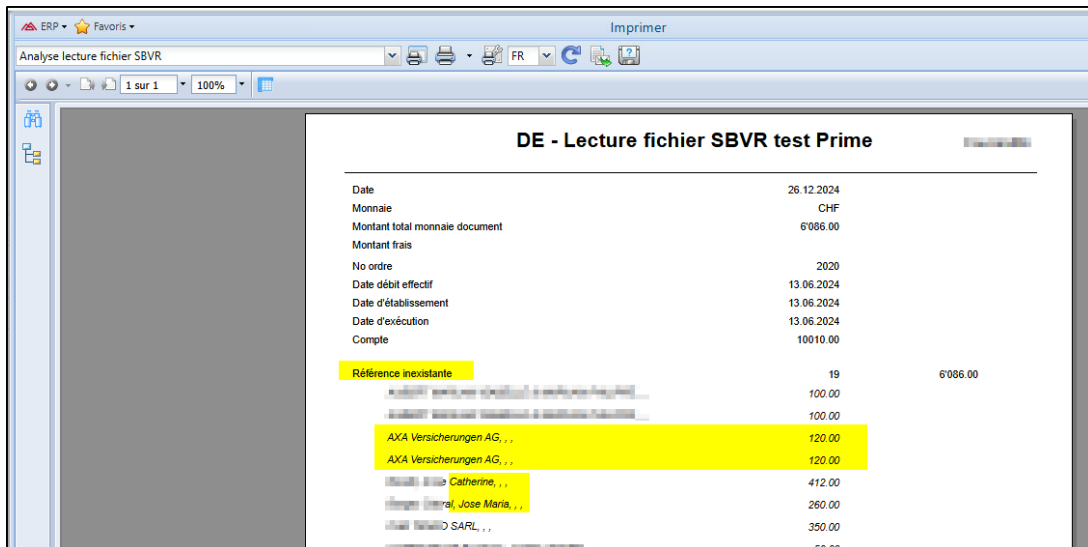 ERP Favoris Imprimer
Analyse lecture fichier SBVR FR
1 sur 1 100%
DE - Lecture fichier SBVR test Prime
Date 26.12.2024
Monnaie CHF
Montant total monnaie document 6'086.00
Montant frais
No ordre 2020
Date débit effectif 13.06.2024
Date d'établissement 13.06.2024
Date d'exécution 13.06.2024
Compte 10010.00
Référence inexistante 19 6'086.00
100.00
100.00
AXA Versicherungen AG, , , 120.00
AXA Versicherungen AG, , , 120.00
Catherine, , , 412.00
Jose Maria, , , 260.00
SARL, , , 350.00